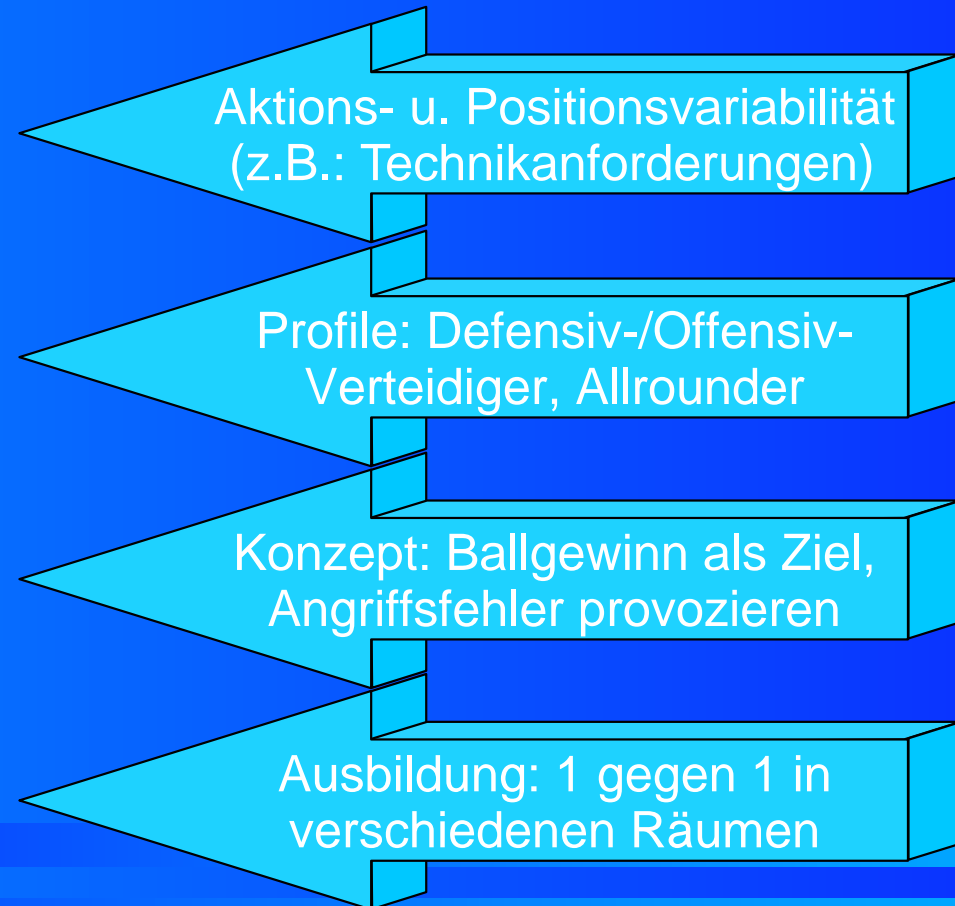 Aktions- u. Positionsvariabilität
(z.B.: Technikanforderungen)
Profile: Defensiv-/Offensiv-
Verteidiger, Allrounder
Konzept: Ballgewinn als Ziel,
Angriffsfehler provozieren
Ausbildung: 1 gegen 1 in
verschiedenen Räumen